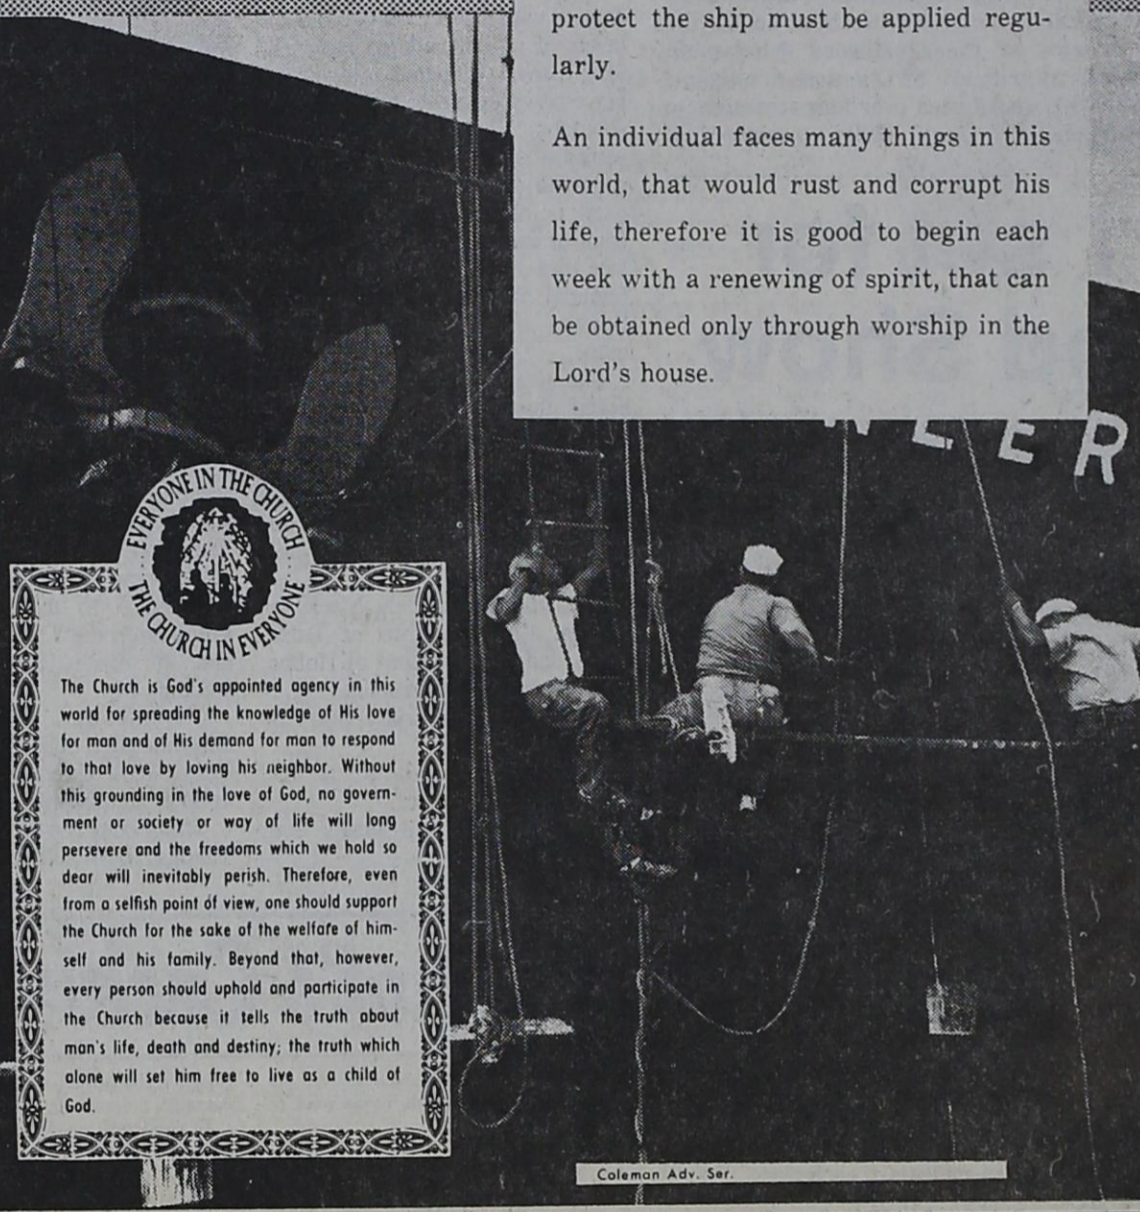 protect the ship must be applied regu-
larly.
An individual faces many things in this
world, that would rust and corrupt his
life, therefore it is good to begin each
week with a renewing of spirit, that can
be obtained only through worship in the
Lord's house.
LEER
EVERYONE IN THE CHURCH
THE CHURCH IN EVERYONE
The Church is God's appointed agency in this
world for spreading the knowledge of His love
for man and of His demand for man to respond
to that love by loving his neighbor. Without
this grounding in the love of God, no govern-
ment or society or way of life will long
persevere and the freedoms which we hold so
dear will inevitably perish. Therefore, even
from a selfish point of view, one should support
the Church for the sake of the welfare of him-
self and his family. Beyond that, however,
every person should uphold and participate in
the Church because it tells the truth about
man's life, death and destiny; the truth which
alone will set him free to live as a child of
God.
Coleman Adv. Ser.